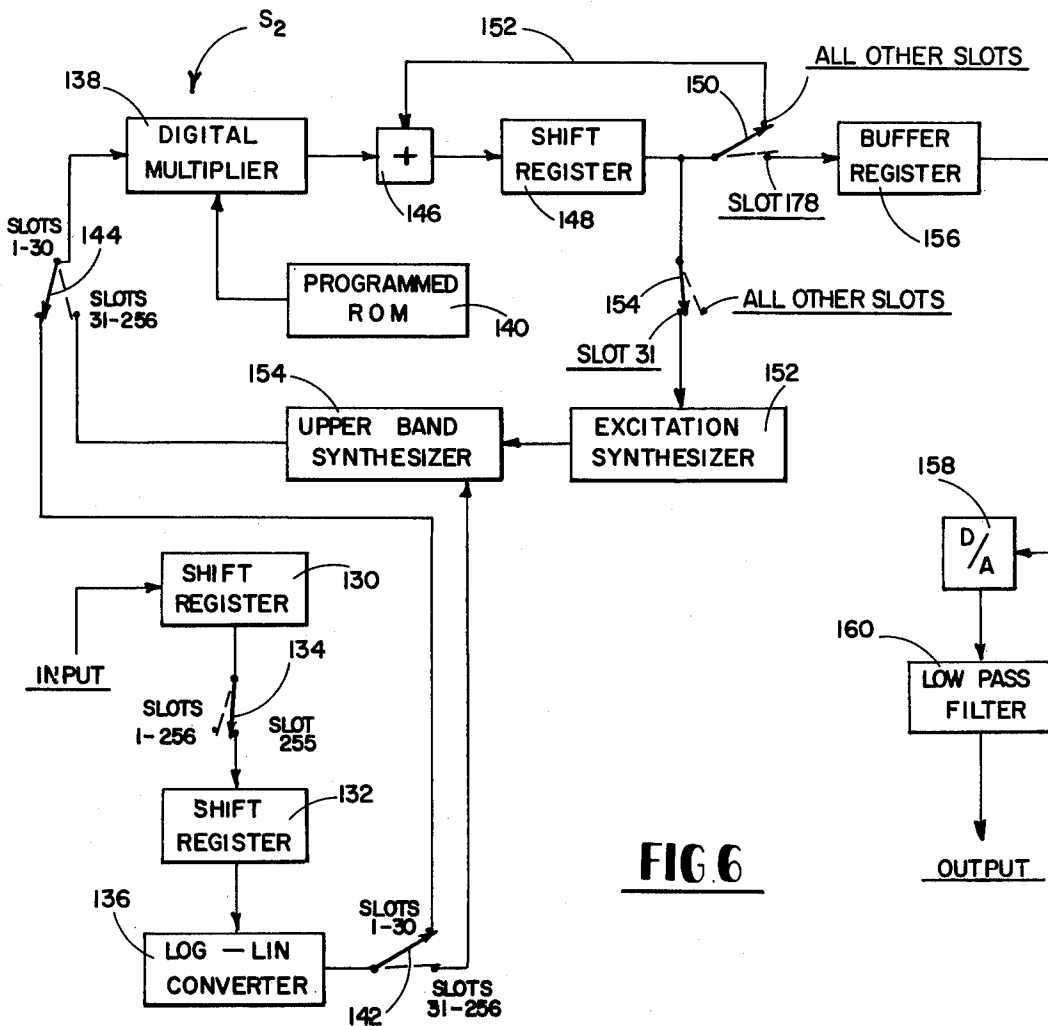 S2
152
ALL OTHER SLOTS
138
150
DIGITAL
MULTIPLIER
+
SHIFT
REGISTER
BUFFER
REGISTER
146
148
SLOT 178
156
SLOTS
1-30
144
SLOTS
31-256
PROGRAMMED
ROM
140
154
ALL OTHER SLOTS
SLOT 31
154
152
UPPER BAND
SYNTHESIZER
EXCITATION
SYNTHESIZER
158
D/A
SHIFT
REGISTER
130
INPUT
134
160
LOW PASS
FILTER
SLOTS
1-256
SLOT
255
132
SHIFT
REGISTER
FIG.6
OUTPUT
136
SLOTS
1-30
LOG – LIN
CONVERTER
142
SLOTS
31-256